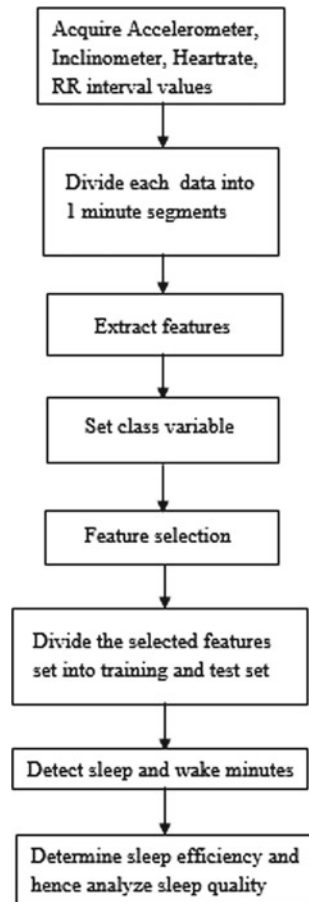 Acquire Accelerometer,
Inclinometer, Heartrate,
RR interval values
Divide each data into
1 minute segments
Extract features
Set class variable
Feature selection
Divide the selected features
set into training and test set
Detect sleep and wake minutes
Determine sleep efficiency and
hence analyze sleep quality